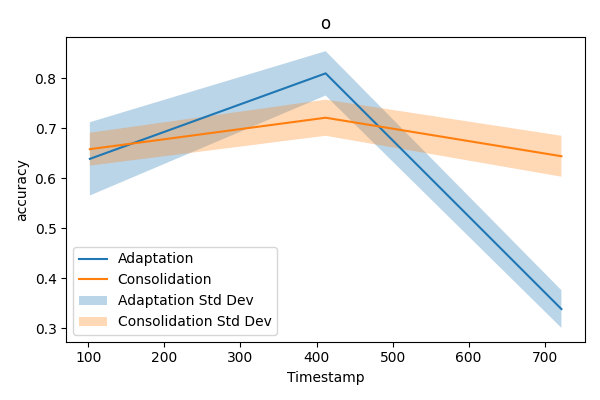 o
accuracy
0.8
0.7
0.6
0.5
0.4
0.3
Adaptation
Consolidation
Adaptation Std Dev
Consolidation Std Dev
100 200 300 400 500 600 700
Timestamp